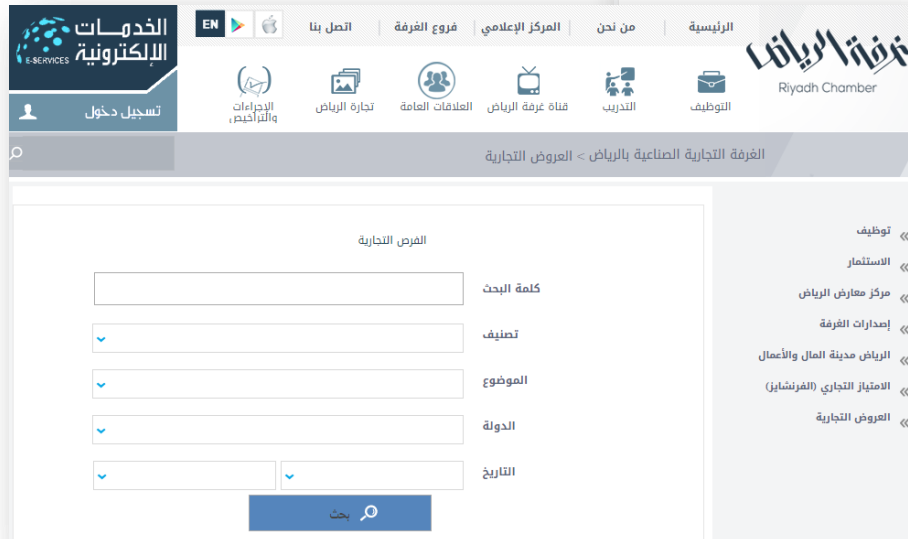 غرفة الرياض
Riyadh Chamber
الرئيسية
من نحن
المركز الإعلامي
فروع الغرفة
اتصل بنا
EN
الخدمات
الإلكترونية
E-SERVICES
تسجيل دخول
التوظيف
التدريب
قناة غرفة الرياض
العلاقات العامة
تجارة الرياض
الإجراءات
والتراخيص
الغرفة التجارية الصناعية بالرياض > العروض التجارية
توظيف
الاستثمار
مركز معارض الرياض
إصدارات الغرفة
الرياض مدينة المال والأعمال
الامتياز التجاري (الفرنشايز)
العروض التجارية
الفرص التجارية
كلمة البحث
تصنيف
الموضوع
الدولة
التاريخ
بحث